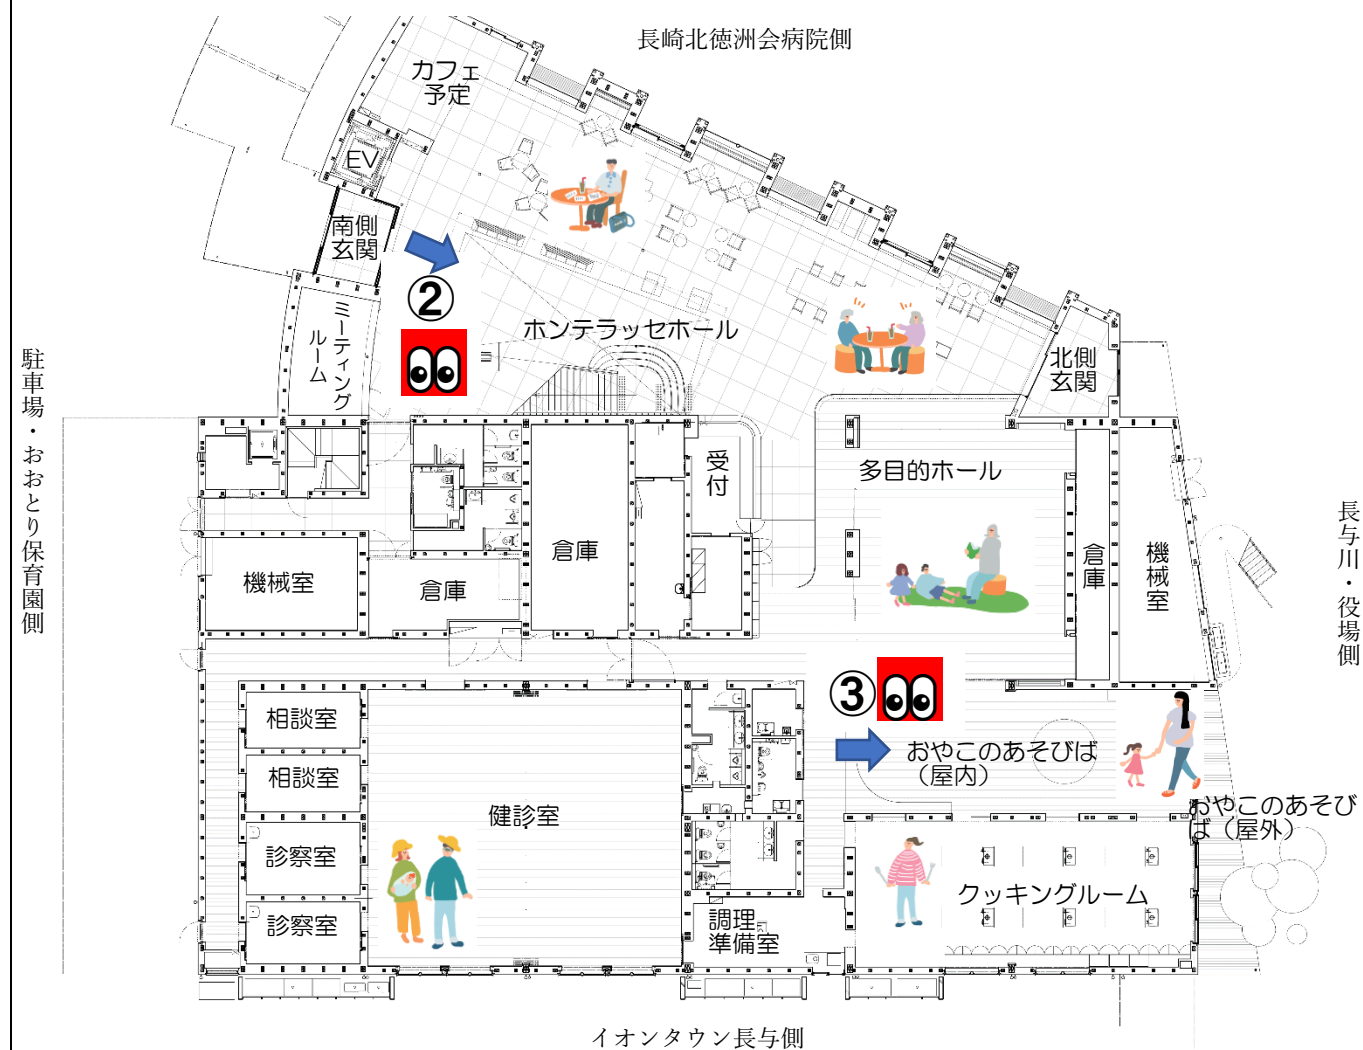 長崎北徳洲会病院側
カフェ
予定
EV
南側
玄関
②
ミーティング
ルーム
ホンテラッセホール
北側
玄関
駐車場・おおとり保育園側
受付
多目的ホール
倉庫
機械室
倉庫
倉庫
機械室
長与川・役場側
③
相談室
相談室
診察室
診察室
健診室
おやこのあそびば
（屋内）
おやこのあそび
ば（屋外）
クッキングルーム
調理
準備室
イオンタウン長与側